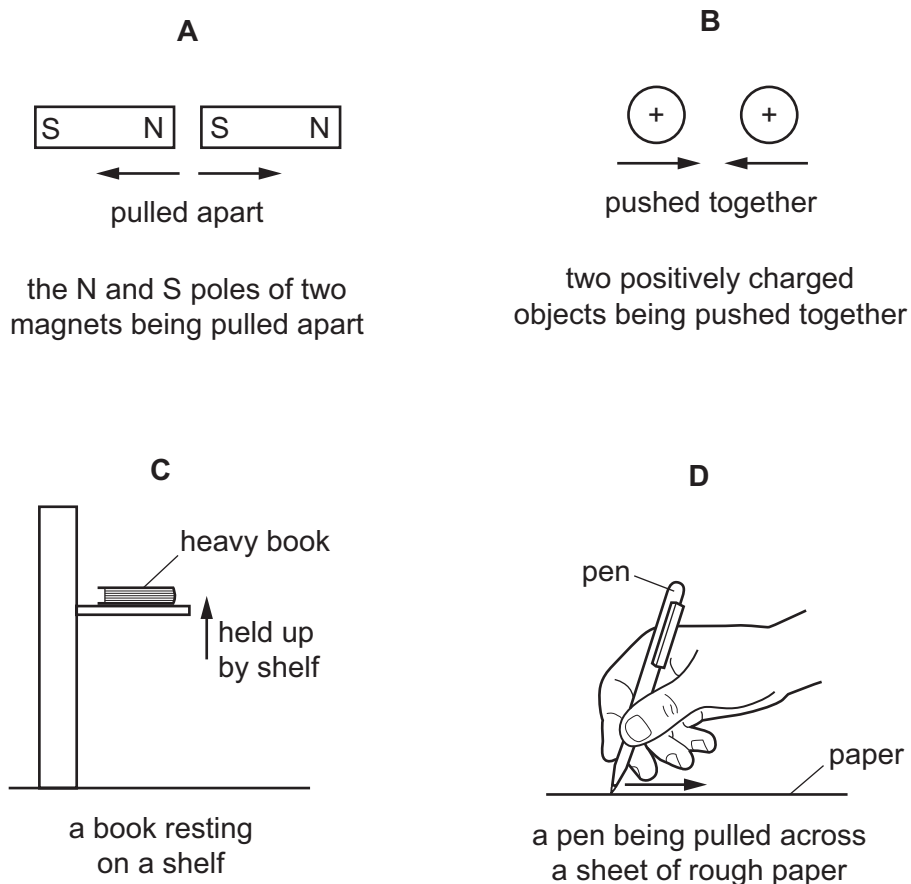 A
S N S N
pulled apart
the N and S poles of two
magnets being pulled apart
B
+ +
pushed together
two positively charged
objects being pushed together
C
heavy book
held up
by shelf
a book resting
on a shelf
D
pen
paper
a pen being pulled across
a sheet of rough paper